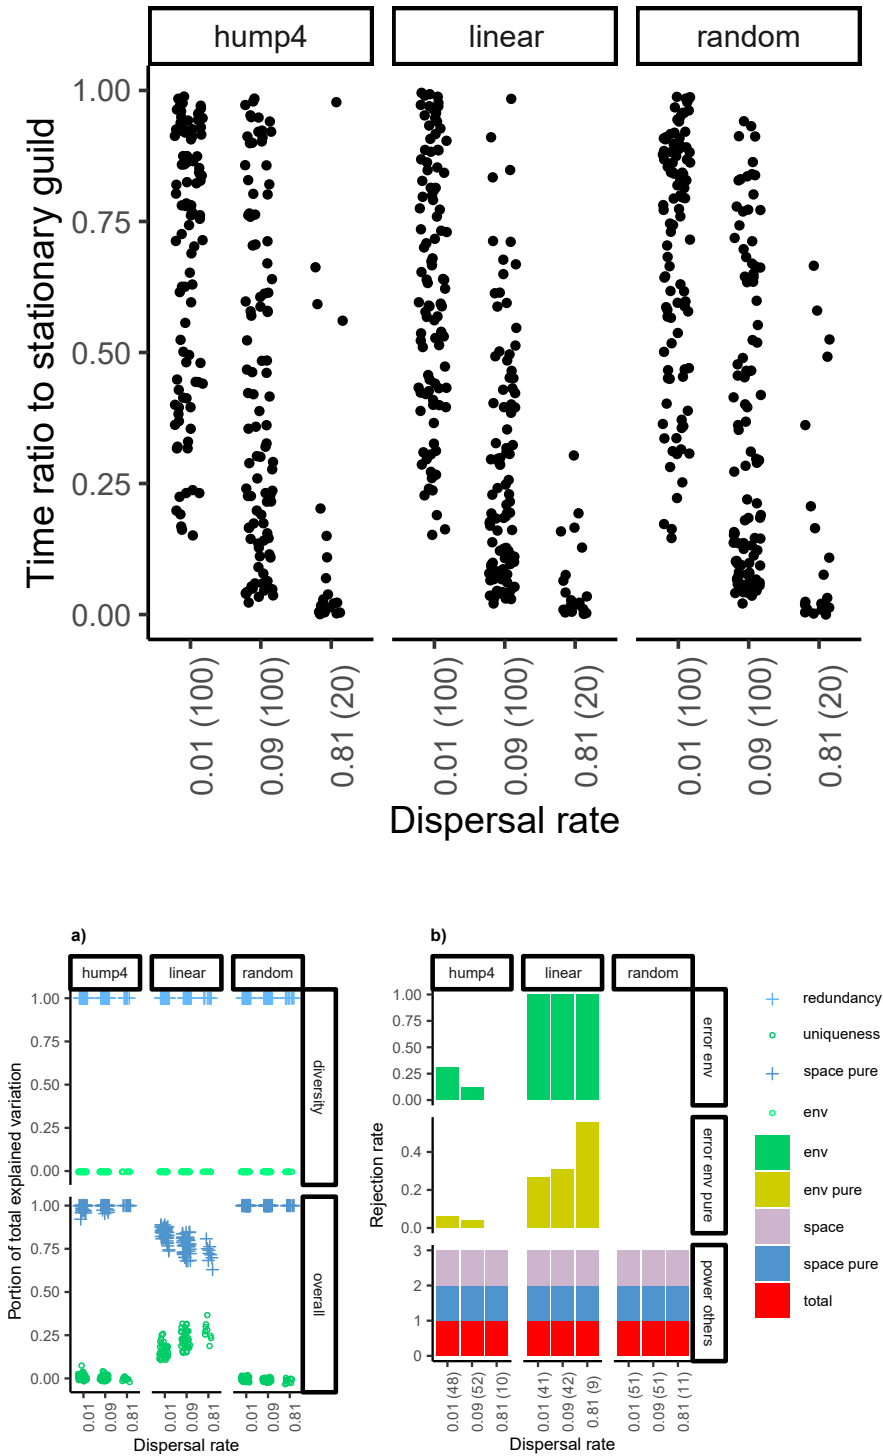 hump4 linear random
Time ratio to stationary guild
1.00
0.75
0.50
0.25
0.00
0.01 (100) 0.09 (100) 0.81 (20) 0.01 (100) 0.09 (100) 0.81 (20) 0.01 (100) 0.09 (100) 0.81 (20)
Dispersal rate
a)
hump4 linear random
Portion of total explained variation
1.00
0.75
0.50
0.25
0.00
diversity
1.00
0.75
0.50
0.25
0.00
overall
0.01 0.09 0.81 0.01 0.09 0.81 0.01 0.09 0.81
Dispersal rate
b)
hump4 linear random
Rejection rate
1.00
0.75
0.50
0.25
0.00
error env
0.4
0.2
0.0
error env pure
3
2
1
0
power others
0.01 (48) 0.09 (52) 0.81 (10) 0.01 (41) 0.09 (42) 0.81 (9) 0.01 (51) 0.09 (51) 0.81 (11)
Dispersal rate
redundancy
uniqueness
space pure
env
env
env pure
space
space pure
total